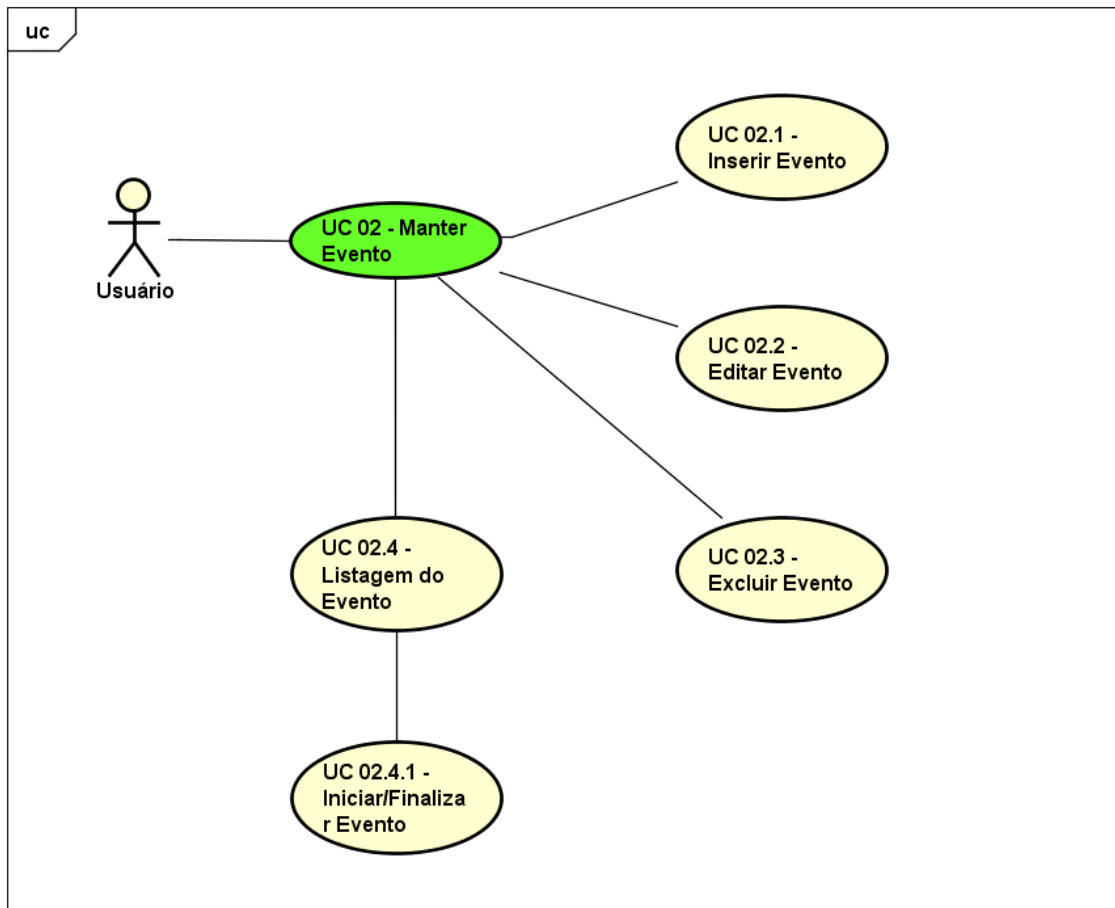 uc
UC 02.1 -
Inserir Evento
UC 02 - Manter
Evento
Usuário
UC 02.2 -
Editar Evento
UC 02.4 -
Listagem do
Evento
UC 02.3 -
Excluir Evento
UC 02.4.1 -
Iniciar/Finaliza
r Evento